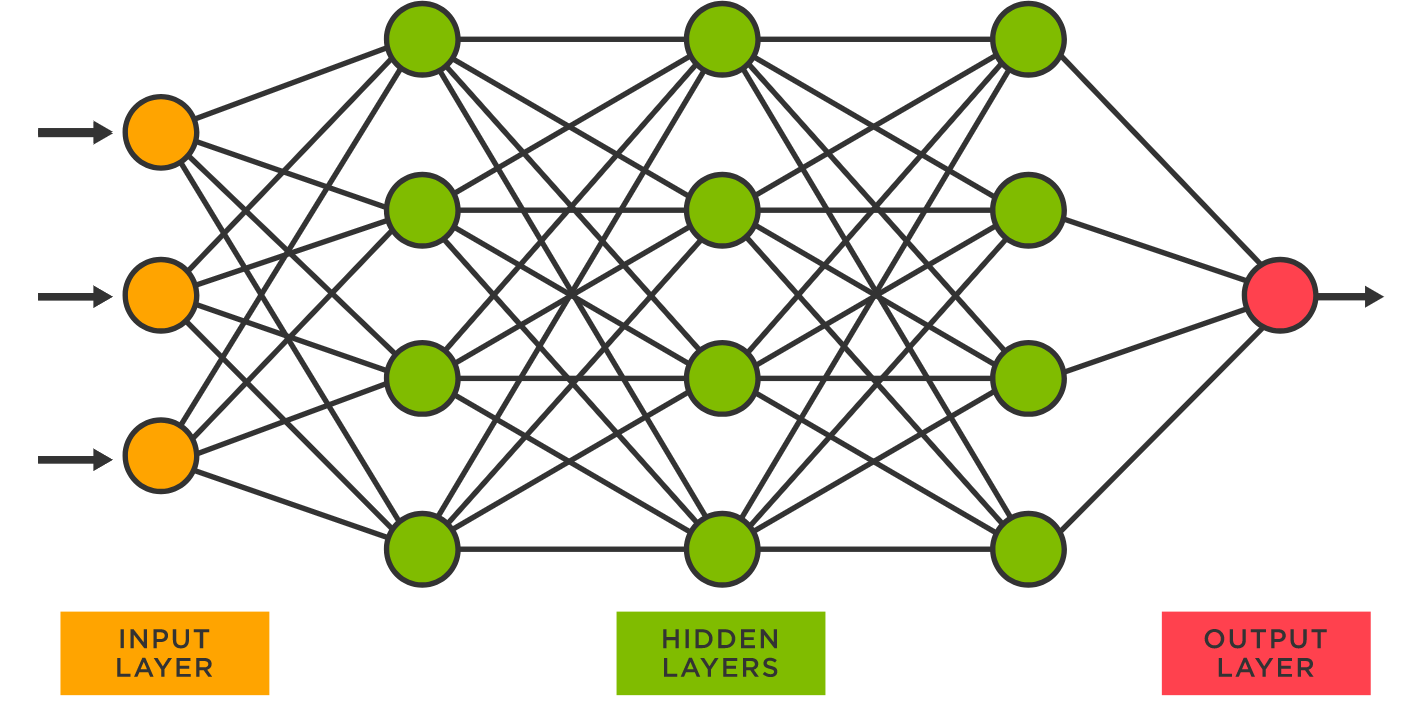 INPUT
LAYER
HIDDEN
LAYERS
OUTPUT
LAYER